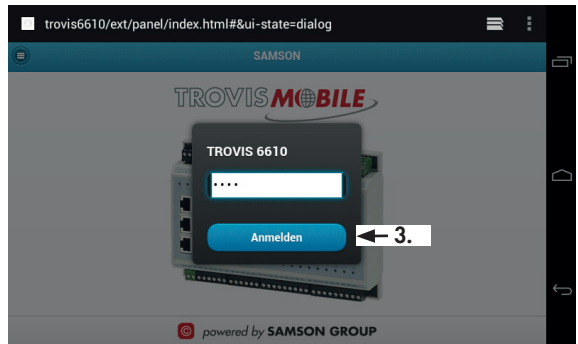 trovis6610/ext/panel/index.html#&ui-state=dialog
SAMSON
TROVIS MOBILE
TROVIS 6610
····
Anmelden
3.
© powered by SAMSON GROUP